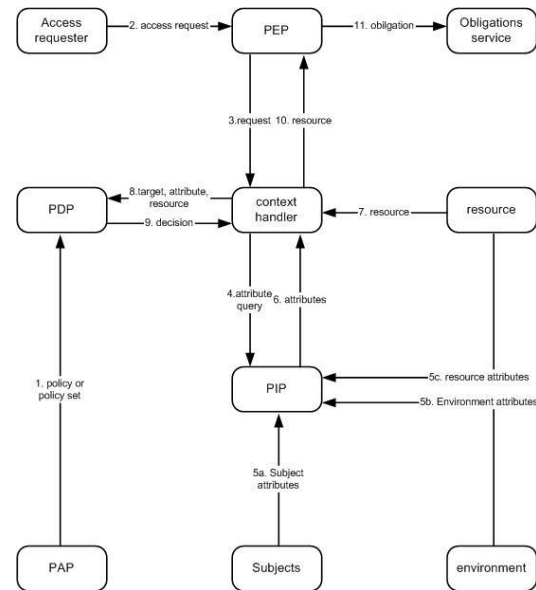 Access
requester
2. access request
PEP
11. obilgation
Obligations
service
3.request
10. resource
PDP
8.target, attribute,
resource
9. decision
context
handler
7. resource
resource
4.attribute
query
6. attributes
1. policy or
policy set
PIP
5c. resource attributes
5b. Environment attributes
5a. Subject
attributes
PAP
Subjects
environment